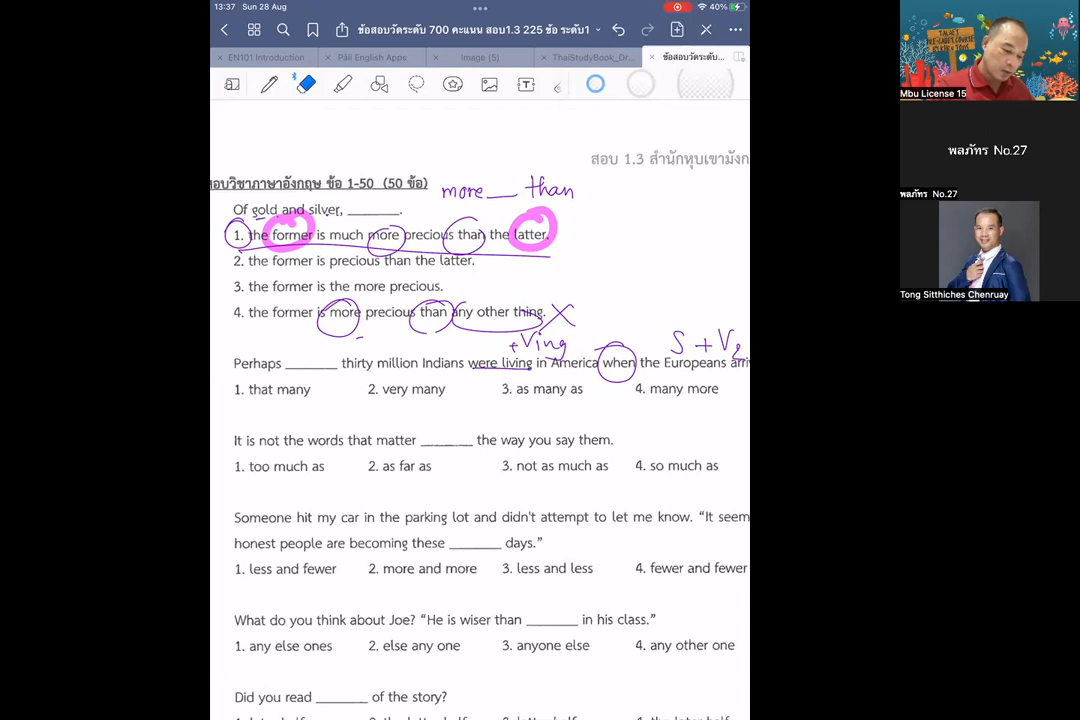 13:37 Sun 28 Aug
40%
ข้อสอบวัดระดับ 700 คะแนน สอบ1.3 225 ข้อ ระดับ1
EN101 Introduction
Pāli English Apps
Image (5)
ThaiStudyBook_Or...
ข้อสอบวัดระดับ...
สอบ 1.3 สำนักหุบเขามังก
สอบวิชาภาษาอังกฤษ ข้อ 1-50 (50 ข้อ)
more __ than
Of gold and silver, _______.
1. the former is much more precious than the latter.
2. the former is precious than the latter.
3. the former is the more precious.
4. the former is more precious than any other thing.
+Ving
S + V2
Perhaps _______ thirty million Indians were living in America when the Europeans arri
1. that many 2. very many 3. as many as 4. many more
It is not the words that matter _______ the way you say them.
1. too much as 2. as far as 3. not as much as 4. so much as
Someone hit my car in the parking lot and didn't attempt to let me know. “It seem
honest people are becoming these _______ days.”
1. less and fewer 2. more and more 3. less and less 4. fewer and fewer
What do you think about Joe? “He is wiser than _______ in his class.”
1. any else ones 2. else any one 3. anyone else 4. any other one
Did you read _______ of the story?
TALAI'S
PRE-CADET COURSE
Mbu License 15
พลภัทร No.27
พลภัทร No.27
Tong Sitthiches Chenruay